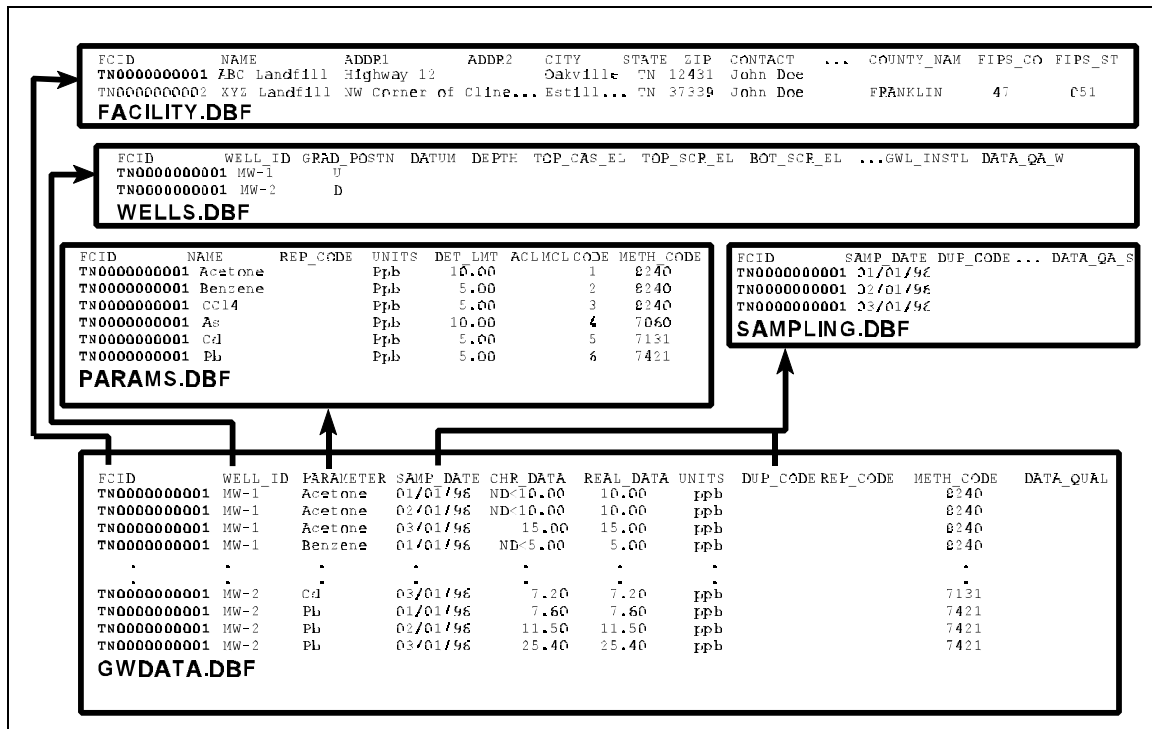 FCID NAME ADDR1 ADDR2 CITY STATE ZIP CONTACT ... COUNTY_NAM FIPS_CO FIPS_ST
TN0000000001 ABC Landfill Highway 12 Oakville TN 12431 John Doe
TN0000000002 XYZ Landfill NW Corner of Cline... Estill... TN 37339 John Doe FRANKLIN 47 051
FACILITY.DBF
FCID WELL_ID GRAD_POSTN DATUM DEPTH TOP_CAS_EL TOP_SCR_EL BOT_SCR_EL ...GWL_INSTL DATA_QA_W
TN0000000001 MW-1 U
TN0000000001 MW-2 D
WELLS.DBF
FCID NAME REP_CODE UNITS DET_LMT ACL MCL CODE METH_CODE
TN0000000001 Acetone Ppb 10.00 1 8240
TN0000000001 Benzene Ppb 5.00 2 8240
TN0000000001 CCl4 Ppb 5.00 3 8240
TN0000000001 As Ppb 10.00 4 7060
TN0000000001 Cd Ppb 5.00 5 7131
TN0000000001 Pb Ppb 5.00 6 7421
PARAMS.DBF
FCID SAMP_DATE DUP_CODE ... DATA_QA_S
TN0000000001 01/01/96
TN0000000001 02/01/96
TN0000000001 03/01/96
SAMPLING.DBF
FCID WELL_ID PARAMETER SAMP_DATE CHR_DATA REAL_DATA UNITS DUP_CODE REP_CODE METH_CODE DATA_QUAL
TN0000000001 MW-1 Acetone 01/01/96 ND<10.00 10.00 ppb 8240
TN0000000001 MW-1 Acetone 02/01/96 ND<10.00 10.00 ppb 8240
TN0000000001 MW-1 Acetone 03/01/96 15.00 15.00 ppb 8240
TN0000000001 MW-1 Benzene 01/01/96 ND<5.00 5.00 ppb 8240
. . . . . . . .
. . . . . . . .
TN0000000001 MW-2 Cd 03/01/96 7.20 7.20 ppb 7131
TN0000000001 MW-2 Pb 01/01/96 7.60 7.60 ppb 7421
TN0000000001 MW-2 Pb 02/01/96 11.50 11.50 ppb 7421
TN0000000001 MW-2 Pb 03/01/96 25.40 25.40 ppb 7421
GWDATA.DBF